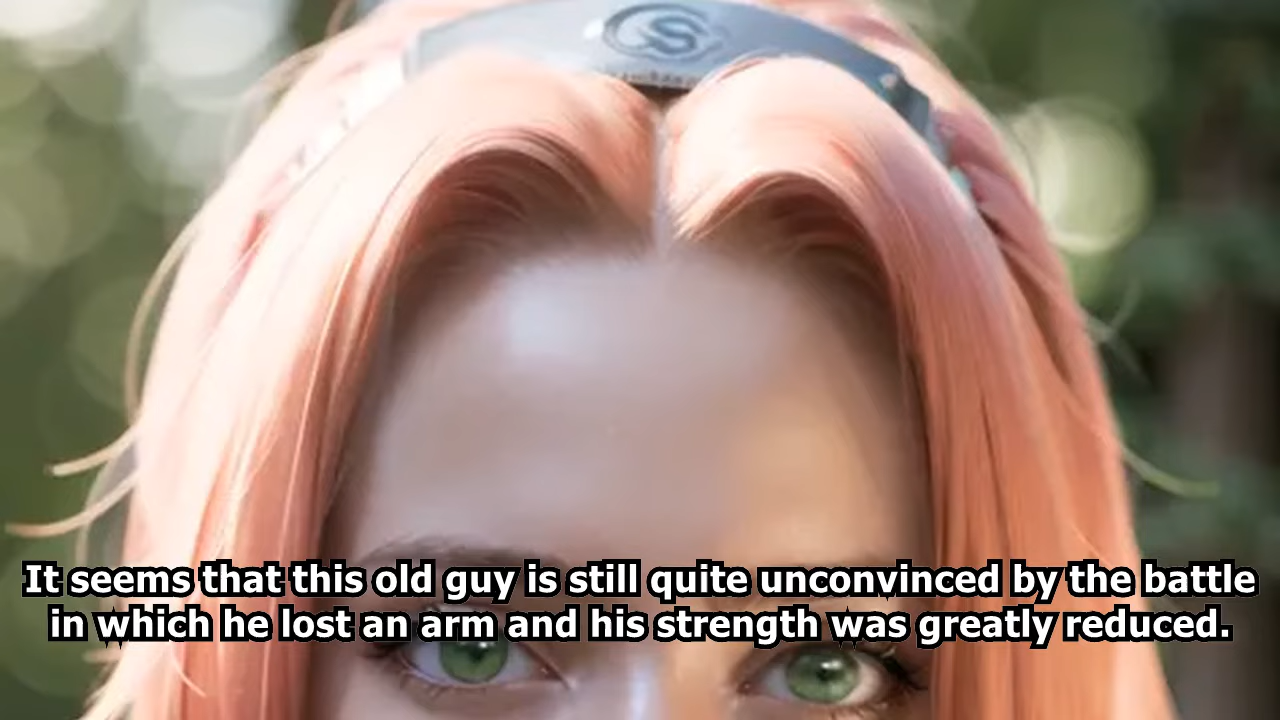 It seems that this old guy is still quite unconvinced by the battle
in which he lost an arm and his strength was greatly reduced.